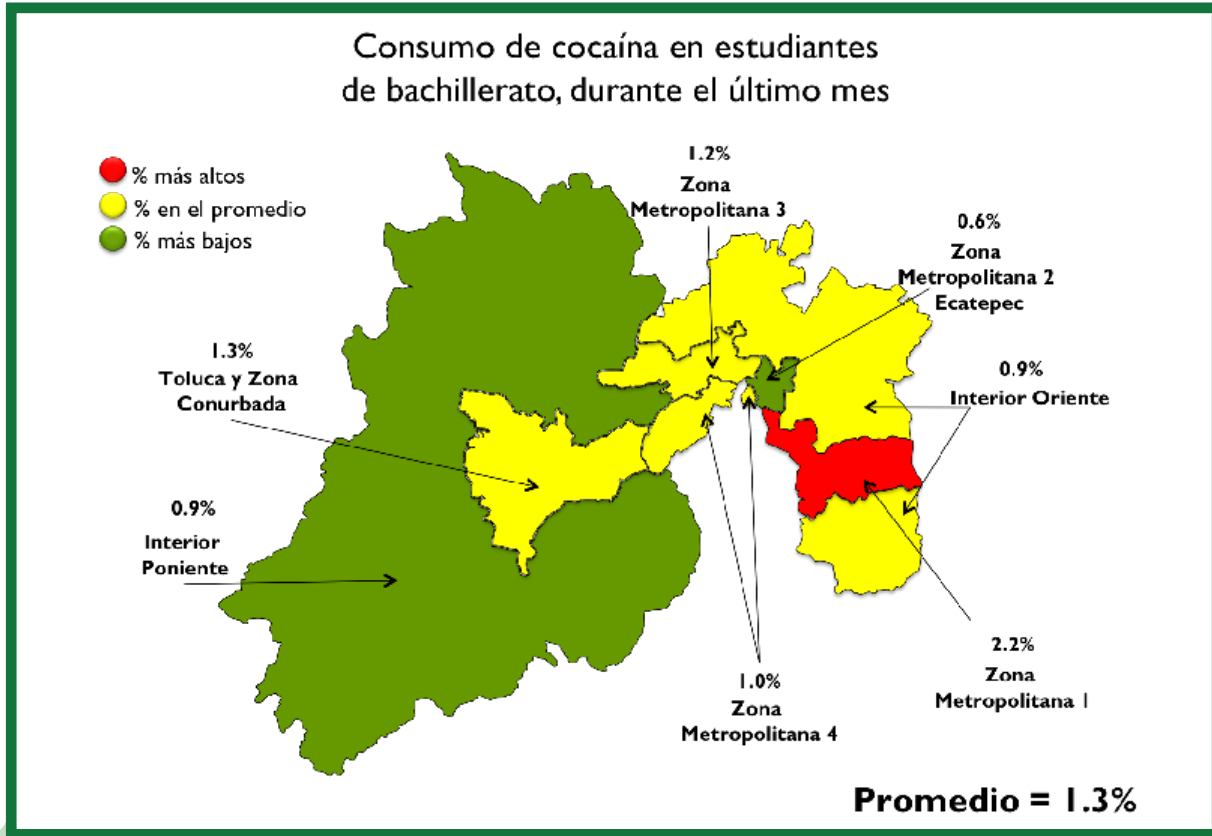 Consumo de cocaína en estudiantes
de bachillerato, durante el último mes
% más altos
% en el promedio
% más bajos
1.2%
Zona
Metropolitana 3
0.6%
Zona
Metropolitana 2
Ecatepec
1.3%
Toluca y Zona
Conurbada
0.9%
Interior Oriente
0.9%
Interior
Poniente
2.2%
Zona
Metropolitana 1
1.0%
Zona
Metropolitana 4
Promedio = 1.3%